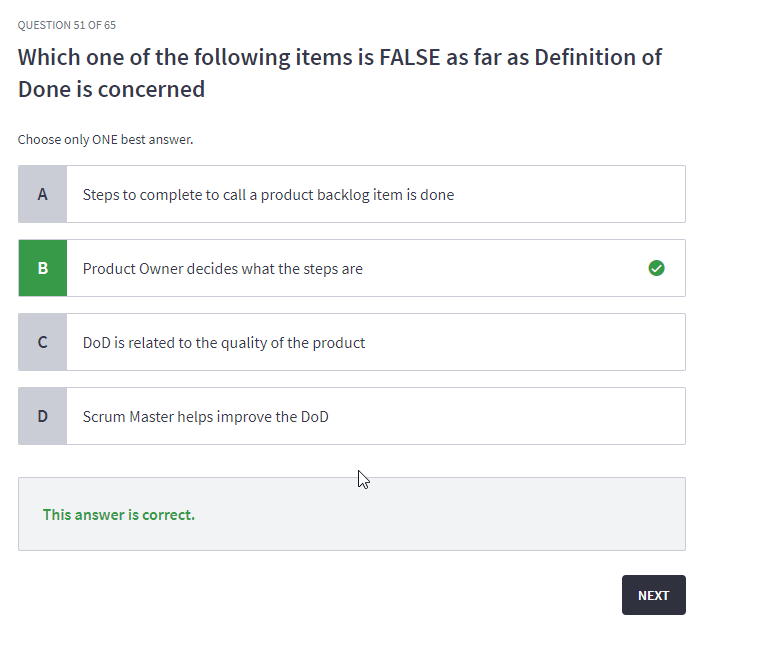 QUESTION 51 OF 65
Which one of the following items is FALSE as far as Definition of
Done is concerned
Choose only ONE best answer.
A
Steps to complete to call a product backlog item is done
B
Product Owner decides what the steps are
C
DoD is related to the quality of the product
D
Scrum Master helps improve the DoD
This answer is correct.
NEXT